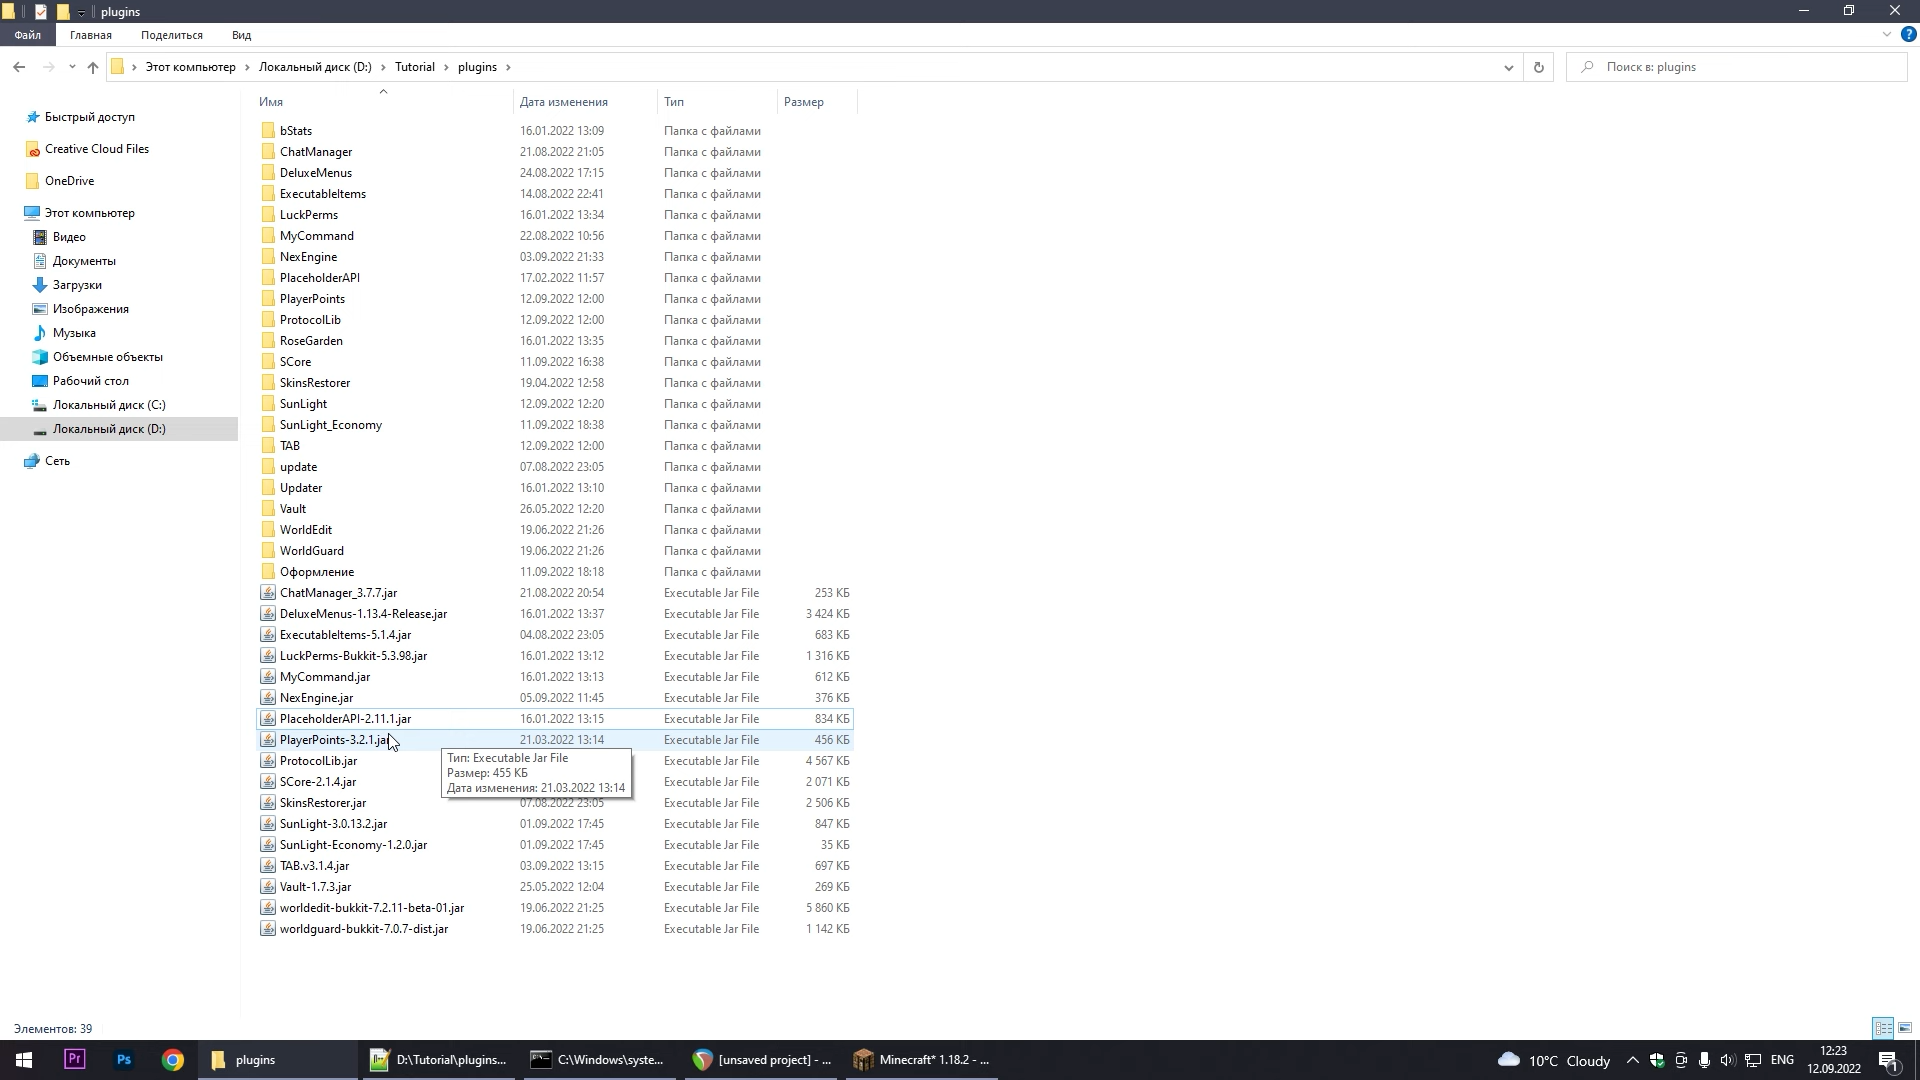 plugins
Файл Главная Поделиться Вид
Этот компьютер Локальный диск (D:) Tutorial plugins Поиск в: plugins
Имя Дата изменения Тип Размер
Быстрый доступ
Creative Cloud Files
OneDrive
Этот компьютер
Видео
Документы
Загрузки
Изображения
Музыка
Объемные объекты
Рабочий стол
Локальный диск (C:)
Локальный диск (D:)
Сеть
bStats 16.01.2022 13:09 Папка с файлами
ChatManager 21.08.2022 21:05 Папка с файлами
DeluxeMenus 24.08.2022 17:15 Папка с файлами
ExecutableItems 14.08.2022 22:41 Папка с файлами
LuckPerms 16.01.2022 13:34 Папка с файлами
MyCommand 22.08.2022 10:56 Папка с файлами
NexEngine 03.09.2022 21:33 Папка с файлами
PlaceholderAPI 17.02.2022 11:57 Папка с файлами
PlayerPoints 12.09.2022 12:00 Папка с файлами
ProtocolLib 12.09.2022 12:00 Папка с файлами
RoseGarden 16.01.2022 13:35 Папка с файлами
SCore 11.09.2022 16:38 Папка с файлами
SkinsRestorer 19.04.2022 12:58 Папка с файлами
SunLight 12.09.2022 12:20 Папка с файлами
SunLight_Economy 11.09.2022 18:38 Папка с файлами
TAB 12.09.2022 12:00 Папка с файлами
update 07.08.2022 23:05 Папка с файлами
Updater 16.01.2022 13:10 Папка с файлами
Vault 26.05.2022 12:20 Папка с файлами
WorldEdit 19.06.2022 21:26 Папка с файлами
WorldGuard 19.06.2022 21:26 Папка с файлами
Оформление 11.09.2022 18:18 Папка с файлами
ChatManager_3.7.7.jar 21.08.2022 20:54 Executable Jar File 253 КБ
DeluxeMenus-1.13.4-Release.jar 16.01.2022 13:37 Executable Jar File 3 424 КБ
ExecutableItems-5.1.4.jar 04.08.2022 23:05 Executable Jar File 683 КБ
LuckPerms-Bukkit-5.3.98.jar 16.01.2022 13:12 Executable Jar File 1 316 КБ
MyCommand.jar 16.01.2022 13:13 Executable Jar File 612 КБ
NexEngine.jar 05.09.2022 11:45 Executable Jar File 376 КБ
PlaceholderAPI-2.11.1.jar 16.01.2022 13:15 Executable Jar File 834 КБ
PlayerPoints-3.2.1.jar 21.03.2022 13:14 Executable Jar File 456 КБ
ProtocolLib.jar Executable Jar File 4 567 КБ
SCore-2.1.4.jar Executable Jar File 2 071 КБ
SkinsRestorer.jar 07.08.2022 23:05 Executable Jar File 2 506 КБ
SunLight-3.0.13.2.jar 01.09.2022 17:45 Executable Jar File 847 КБ
SunLight-Economy-1.2.0.jar 01.09.2022 17:45 Executable Jar File 35 КБ
TAB.v3.1.4.jar 03.09.2022 13:15 Executable Jar File 697 КБ
Vault-1.7.3.jar 25.05.2022 12:04 Executable Jar File 269 КБ
worldedit-bukkit-7.2.11-beta-01.jar 19.06.2022 21:25 Executable Jar File 5 860 КБ
worldguard-bukkit-7.0.7-dist.jar 19.06.2022 21:25 Executable Jar File 1 142 КБ
Тип: Executable Jar File
Размер: 455 КБ
Дата изменения: 21.03.2022 13:14
Элементов: 39
Pr Ps plugins D:\Tutorial\plugins... C:\Windows\syste... [unsaved project] - ... Minecraft* 1.18.2 - ... 10°C Cloudy ENG 12:23
12.09.2022
1